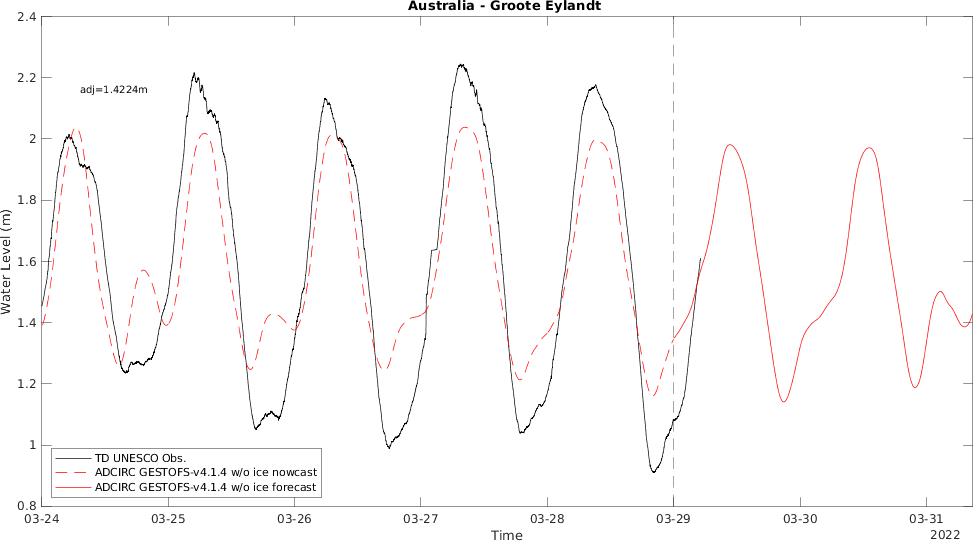 Australia - Groote Eylandt
adj=1.4224m
Water Level (m)
2.4
2.2
2
1.8
1.6
1.4
1.2
1
0.8
TD UNESCO Obs.
ADCIRC GESTOFS-v4.1.4 w/o ice nowcast
ADCIRC GESTOFS-v4.1.4 w/o ice forecast
03-24 03-25 03-26 03-27 03-28 03-29 03-30 03-31
Time
2022